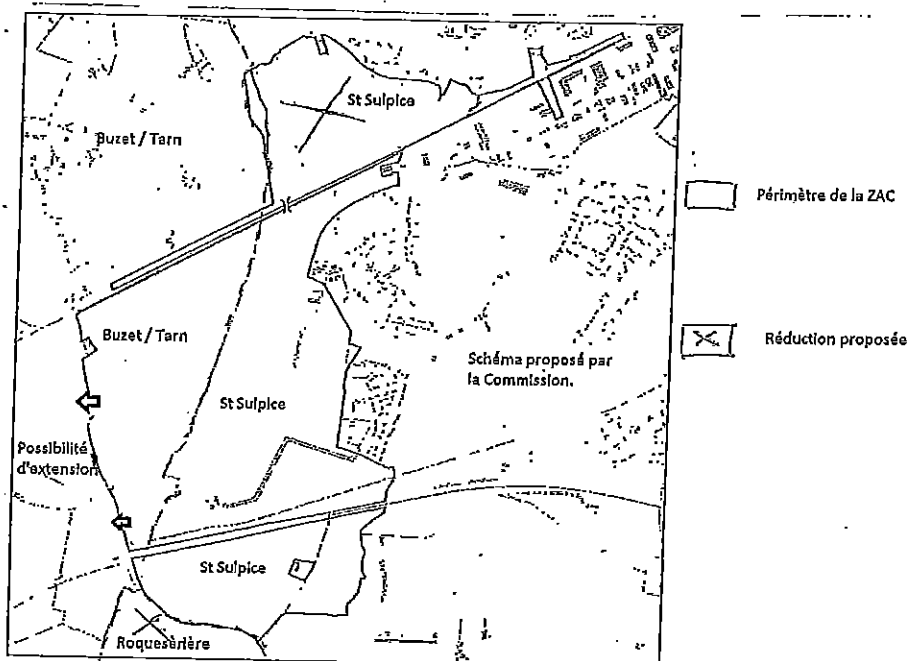 St Sulpice
Buzet / Tarn
Périmètre de la ZAC
Buzet / Tarn
Réduction proposée
Schéma proposé par
la Commission.
St Sulpice
Possibilité
d'extension
St Sulpice
Roquesérière